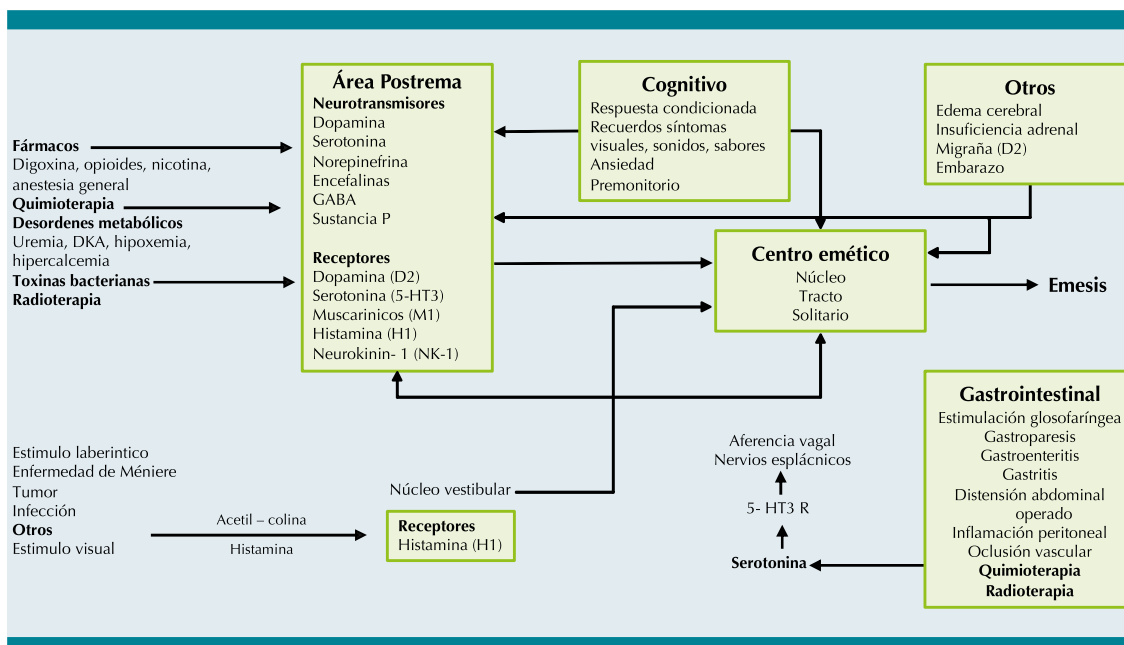 Área Postrema
Neurotransmisores
Dopamina
Serotonina
Norepinefrina
Encefalinas
GABA
Sustancia P
Receptores
Dopamina (D2)
Serotonina (5-HT3)
Muscarinicos (M1)
Histamina (H1)
Neurokinin- 1 (NK-1)
Cognitivo
Respuesta condicionada
Recuerdos síntomas
visuales, sonidos, sabores
Ansiedad
Premonitorio
Otros
Edema cerebral
Insuficiencia adrenal
Migraña (D2)
Embarazo
Fármacos
Digoxina, opioides, nicotina,
anestesia general
Quimioterapia
Desordenes metabólicos
Uremia, DKA, hipoxemia,
hipercalcemia
Toxinas bacterianas
Radioterapia
Centro emético
Núcleo
Tracto
Solitario
Emesis
Gastrointestinal
Estimulación glosofaríngea
Gastroparesis
Gastroenteritis
Gastritis
Distensión abdominal
operado
Inflamación peritoneal
Oclusión vascular
Quimioterapia
Radioterapia
Estimulo laberintico
Enfermedad de Méniere
Tumor
Infección
Otros
Estimulo visual
Acetil – colina
Histamina
Núcleo vestibular
Receptores
Histamina (H1)
Aferencia vagal
Nervios esplácnicos
5- HT3 R
Serotonina